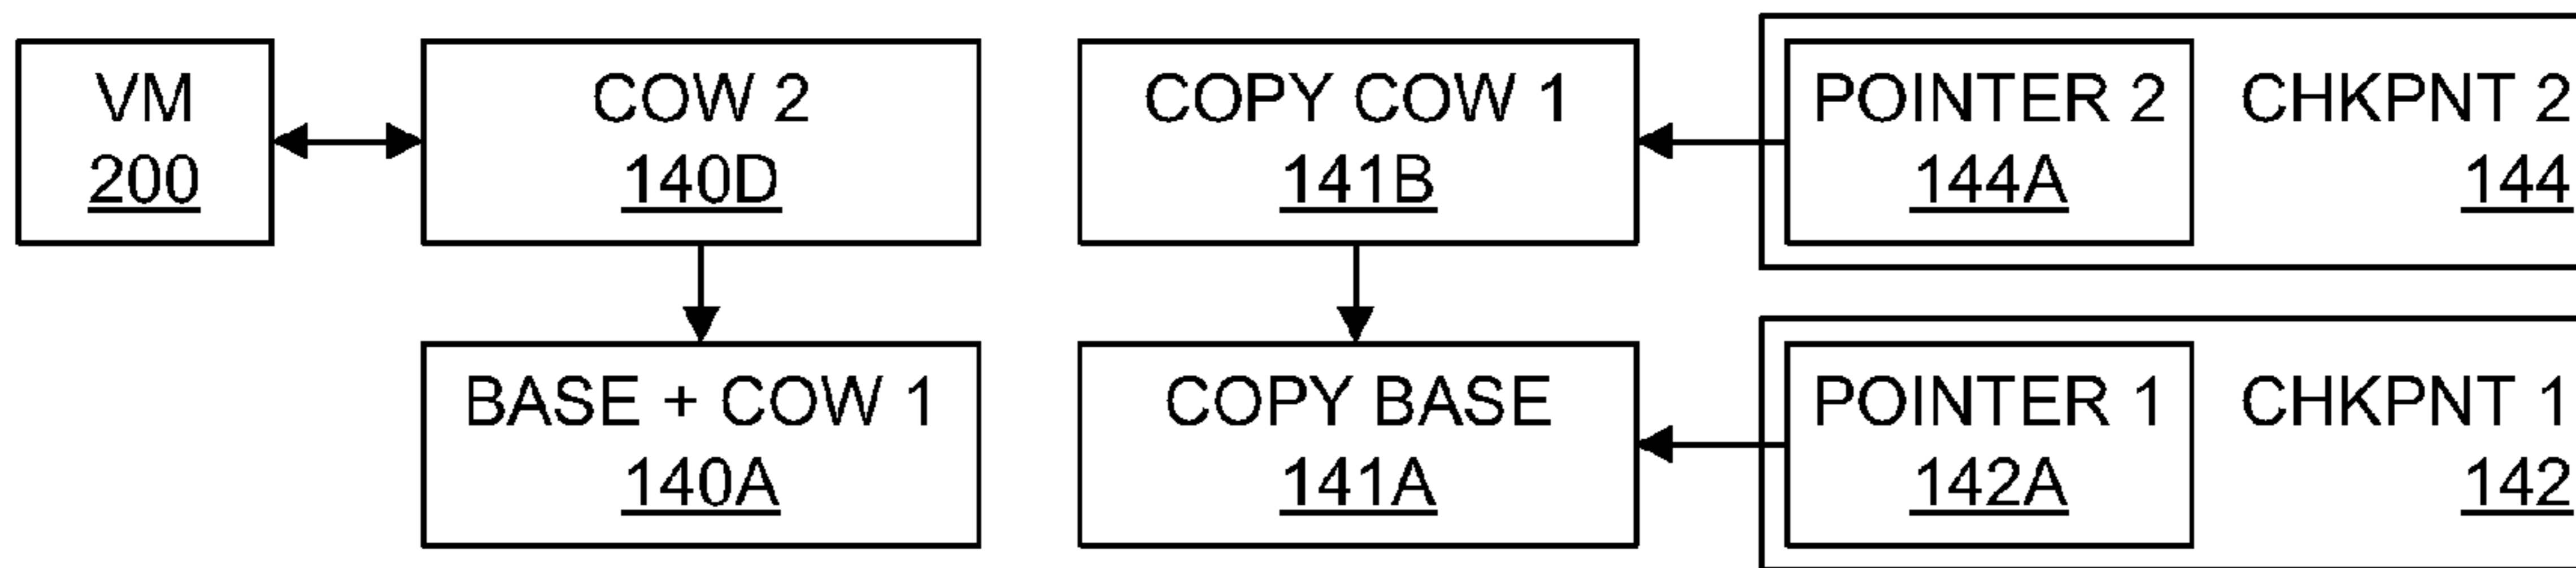 VM
200
COW 2
140D
COPY COW 1
141B
POINTER 2
144A
CHKPNT 2
144
BASE + COW 1
140A
COPY BASE
141A
POINTER 1
142A
CHKPNT 1
142